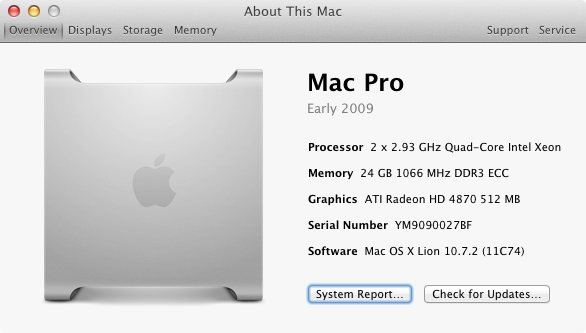 About This Mac
Overview Displays Storage Memory Support Service
Mac Pro
Early 2009
Processor 2 x 2.93 GHz Quad-Core Intel Xeon
Memory 24 GB 1066 MHz DDR3 ECC
Graphics ATI Radeon HD 4870 512 MB
Serial Number YM9090027BF
Software Mac OS X Lion 10.7.2 (11C74)
System Report... Check for Updates...